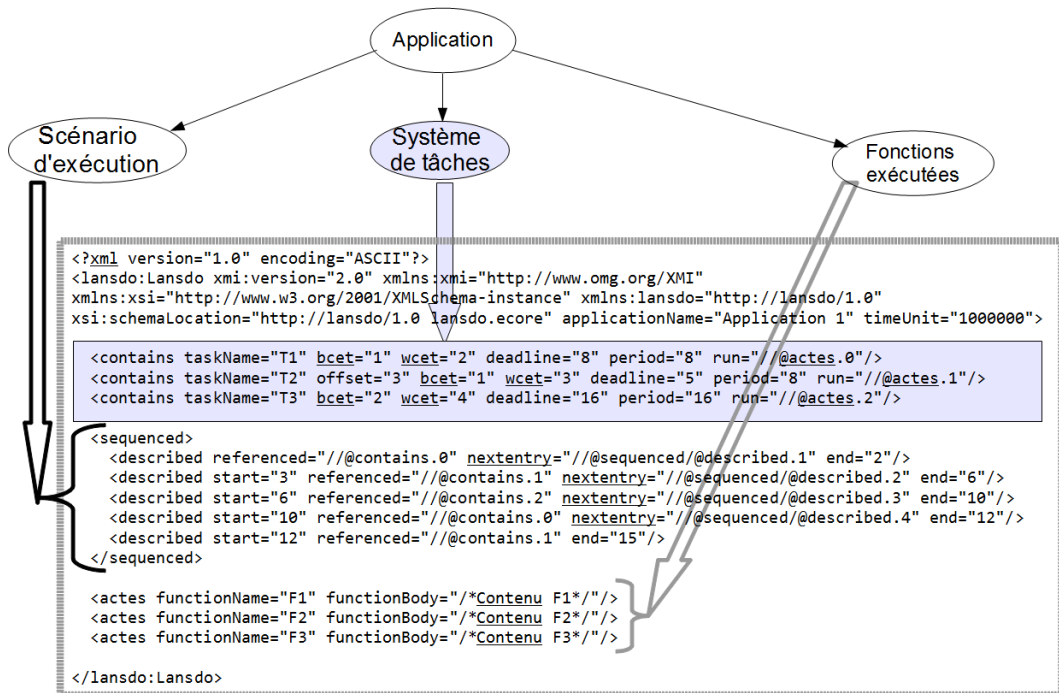 Application
Scénario
d'exécution
Système
de tâches
Fonctions
exécutées
<?xml version="1.0" encoding="ASCII"?>
<lansdo:Lansdo xmi:version="2.0" xmlns:xmi="http://www.omg.org/XMI"
xmlns:xsi="http://www.w3.org/2001/XMLSchema-instance" xmlns:lansdo="http://lansdo/1.0"
xsi:schemaLocation="http://lansdo/1.0 lansdo.ecore" applicationName="Application 1" timeUnit="1000000">
<contains taskName="T1" bcet="1" wcet="2" deadline="8" period="8" run="//@actes.0"/>
<contains taskName="T2" offset="3" bcet="1" wcet="3" deadline="5" period="8" run="//@actes.1"/>
<contains taskName="T3" bcet="2" wcet="4" deadline="16" period="16" run="//@actes.2"/>
<sequenced>
<described referenced="//@contains.0" nextentry="//@sequenced/@described.1" end="2"/>
<described start="3" referenced="//@contains.1" nextentry="//@sequenced/@described.2" end="6"/>
<described start="6" referenced="//@contains.2" nextentry="//@sequenced/@described.3" end="10"/>
<described start="10" referenced="//@contains.0" nextentry="//@sequenced/@described.4" end="12"/>
<described start="12" referenced="//@contains.1" end="15"/>
</sequenced>
<actes functionName="F1" functionBody="/*Contenu F1*/"/>
<actes functionName="F2" functionBody="/*Contenu F2*/"/>
<actes functionName="F3" functionBody="/*Contenu F3*/"/>
</lansdo:Lansdo>